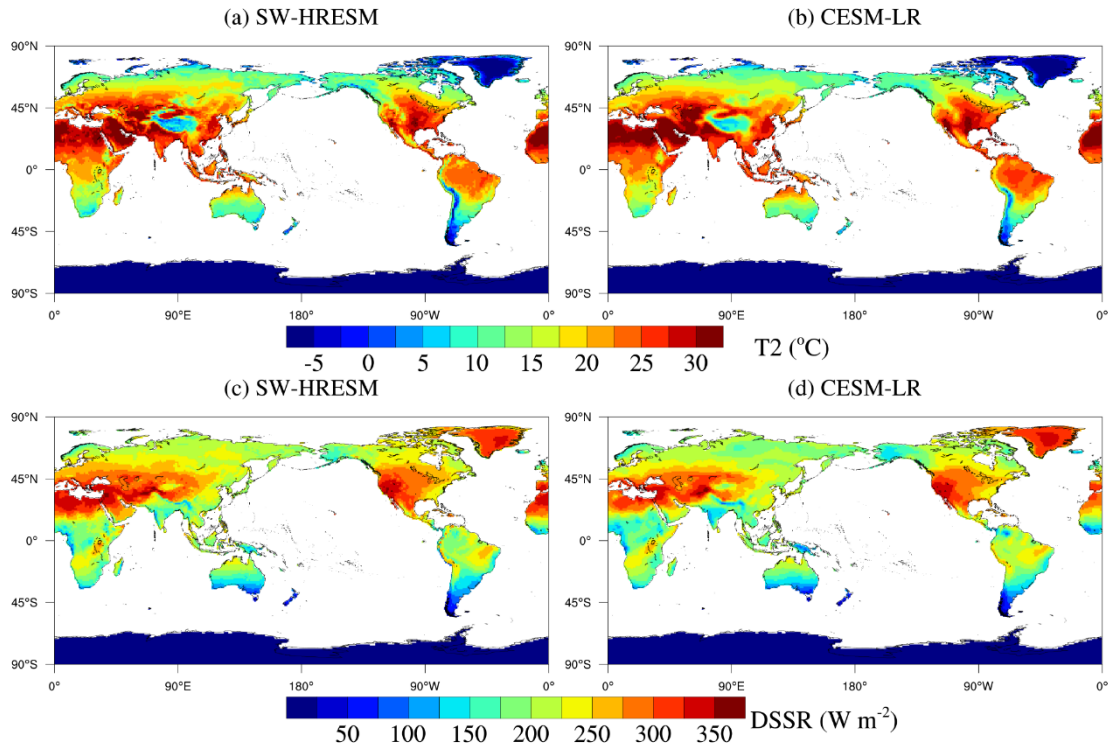 (a) SW-HRESM (b) CESM-LR
90°N 90°N
45°N 45°N
0° 0°
45°S 45°S
90°S 90°S
0° 90°E 180° 90°W 0° 0° 90°E 180° 90°W 0°
-5 0 5 10 15 20 25 30 T2 (°C)
(c) SW-HRESM (d) CESM-LR
90°N 90°N
45°N 45°N
0° 0°
45°S 45°S
90°S 90°S
0° 90°E 180° 90°W 0° 0° 90°E 180° 90°W 0°
50 100 150 200 250 300 350 DSSR (W m⁻²)